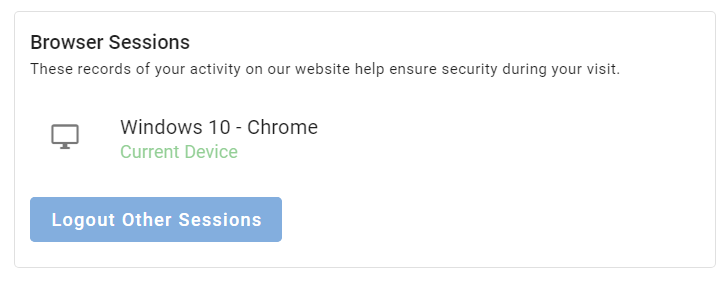 Browser Sessions
These records of your activity on our website help ensure security during your visit.
Windows 10 - Chrome
Current Device
Logout Other Sessions